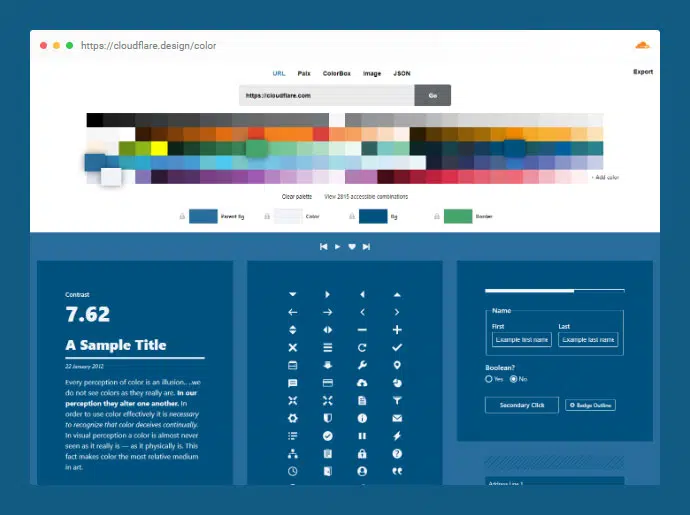 https://cloudflare.design/color
URL Palx ColorBox Image JSON
Export
https://cloudflare.com Go
+ Add color
Clear palette View 2815 accessible combinations
Parent Bg Color Bg Border
Contrast
7.62
A Sample Title
22 January 2012
Every perception of color is an illusion.. ..we
do not see colors as they really are. In our
perception they alter one another. In
order to use color effectively it is necessary
to recognize that color deceives continually.
In visual perception a color is almost never
seen as it really is — as it physically is. This
fact makes color the most relative medium
in art.
Name
First Last
Example first name Example last name
Boolean?
Yes No
Secondary Click Badge Outline
Address Line 1